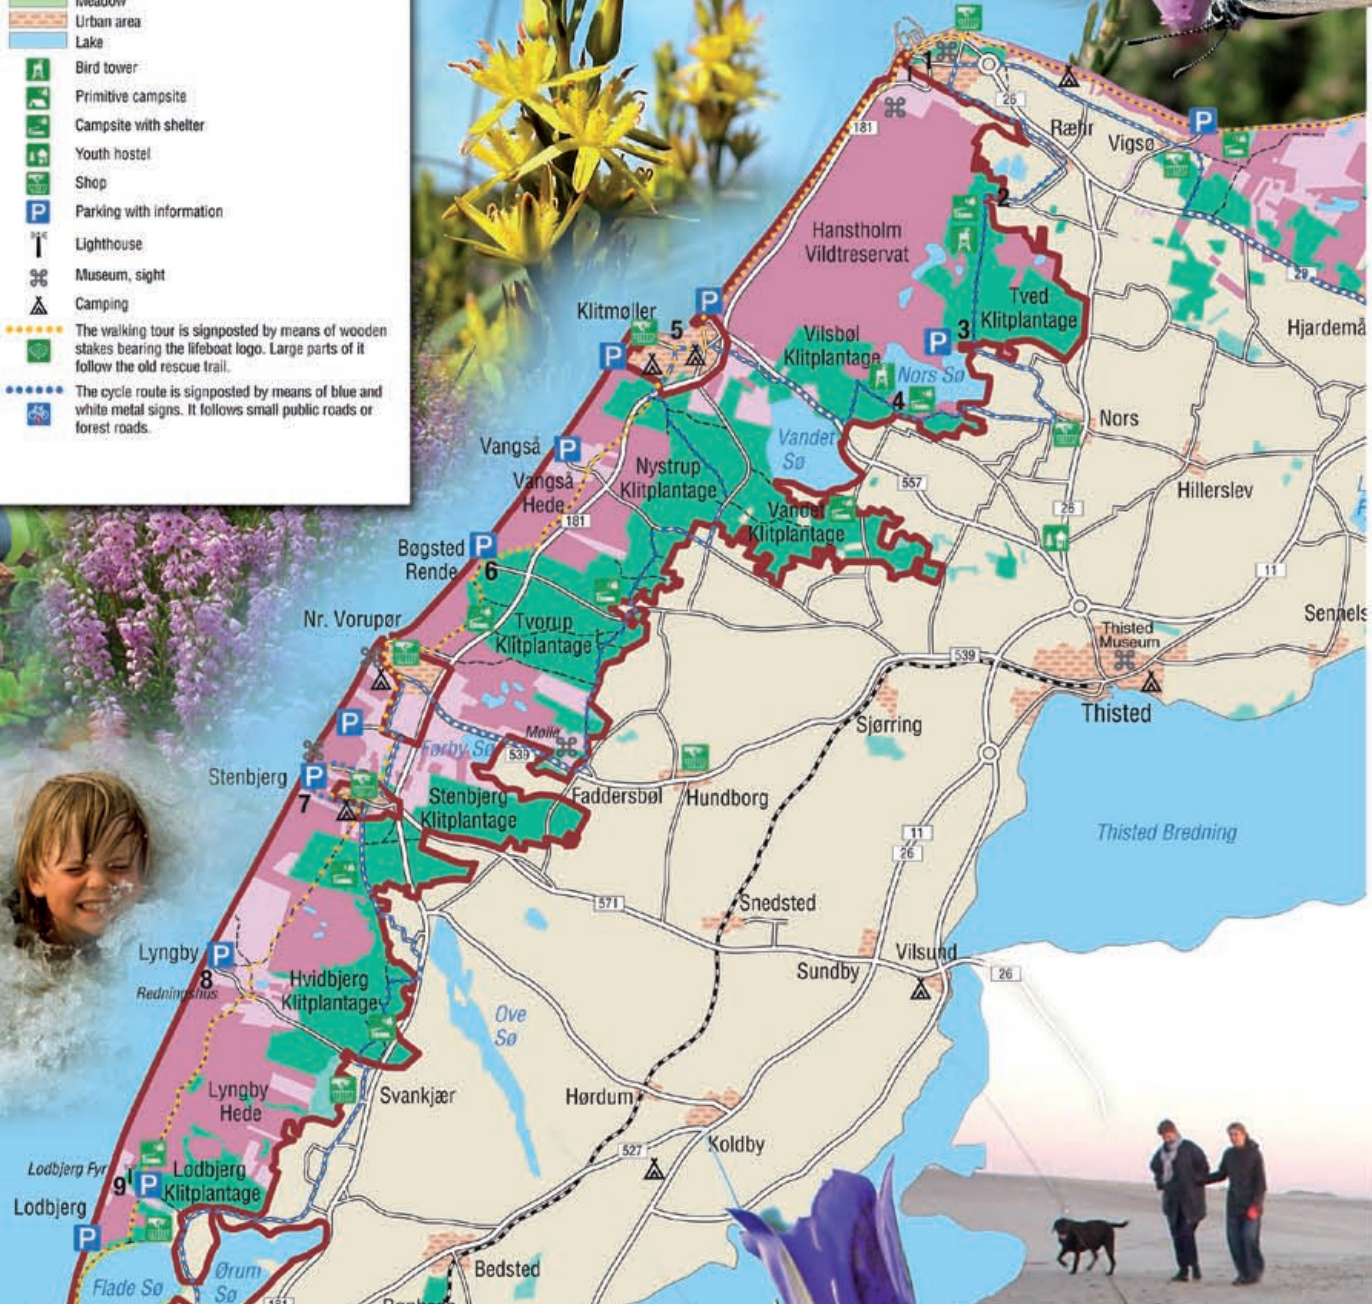 Meadow
Urban area
Lake
Bird tower
Primitive campsite
Campsite with shelter
Youth hostel
Shop
P Parking with information
Lighthouse
Museum, sight
Camping
The walking tour is signposted by means of wooden
stakes bearing the lifeboat logo. Large parts of it
follow the old rescue trail.
The cycle route is signposted by means of blue and
white metal signs. It follows small public roads or
forest roads.
1
26
181
Ræhr
Vigsø
P
2
Hanstholm
Vildtreservat
29
Tved
Klitplantage
Hjardemå
P
Klitmøller
5
P
Vilsbøl
Klitplantage
P
3
Nors Sø
4
Nors
Vandet
Sø
Vangså
P
Vangså
Hede
Nystrup
Klitplantage
557
Hillerslev
26
Vandet
Klitplantage
181
Bøgsted
Rende
P
6
11
Nr. Vorupør
Tvorup
Klitplantage
Sennels
Thisted
Museum
539
Thisted
Sjørring
P
Mølle
Førby Sø
539
Stenbjerg
P
7
Faddersbøl
Hundborg
Stenbjerg
Klitplantage
11
26
Thisted Bredning
571
Snedsted
Lyngby
P
8
Redningshus
Sundby
Vilsund
26
Hvidbjerg
Klitplantage
Ove
Sø
Lyngby
Hede
Svankjær
Hørdum
Koldby
527
Lodbjerg Fyr
9
P
Lodbjerg
Klitplantage
Lodbjerg
P
Flade Sø
Ørum
Sø
Bedsted
181